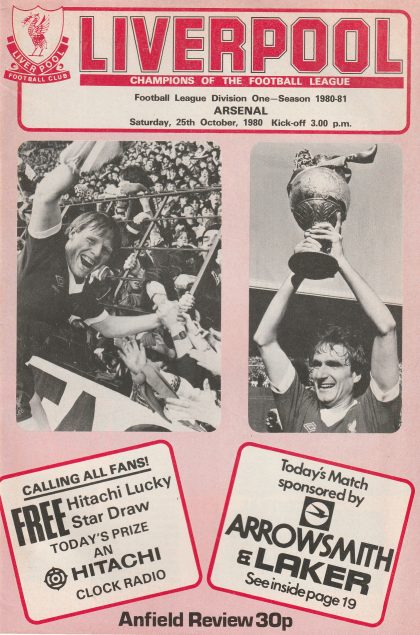 LIVERPOOL
FOOTBALL CLUB
LIVERPOOL
CHAMPIONS OF THE FOOTBALL LEAGUE
Football League Division One—Season 1980-81
ARSENAL
Saturday, 25th October, 1980 Kick-off 3.00 p.m.
CALLING ALL FANS!
FREE Hitachi Lucky
Star Draw
TODAY'S PRIZE
AN
HITACHI
CLOCK RADIO
Today's Match
sponsored by
ARROWSMITH
& LAKER
See inside page 19
Anfield Review 30p